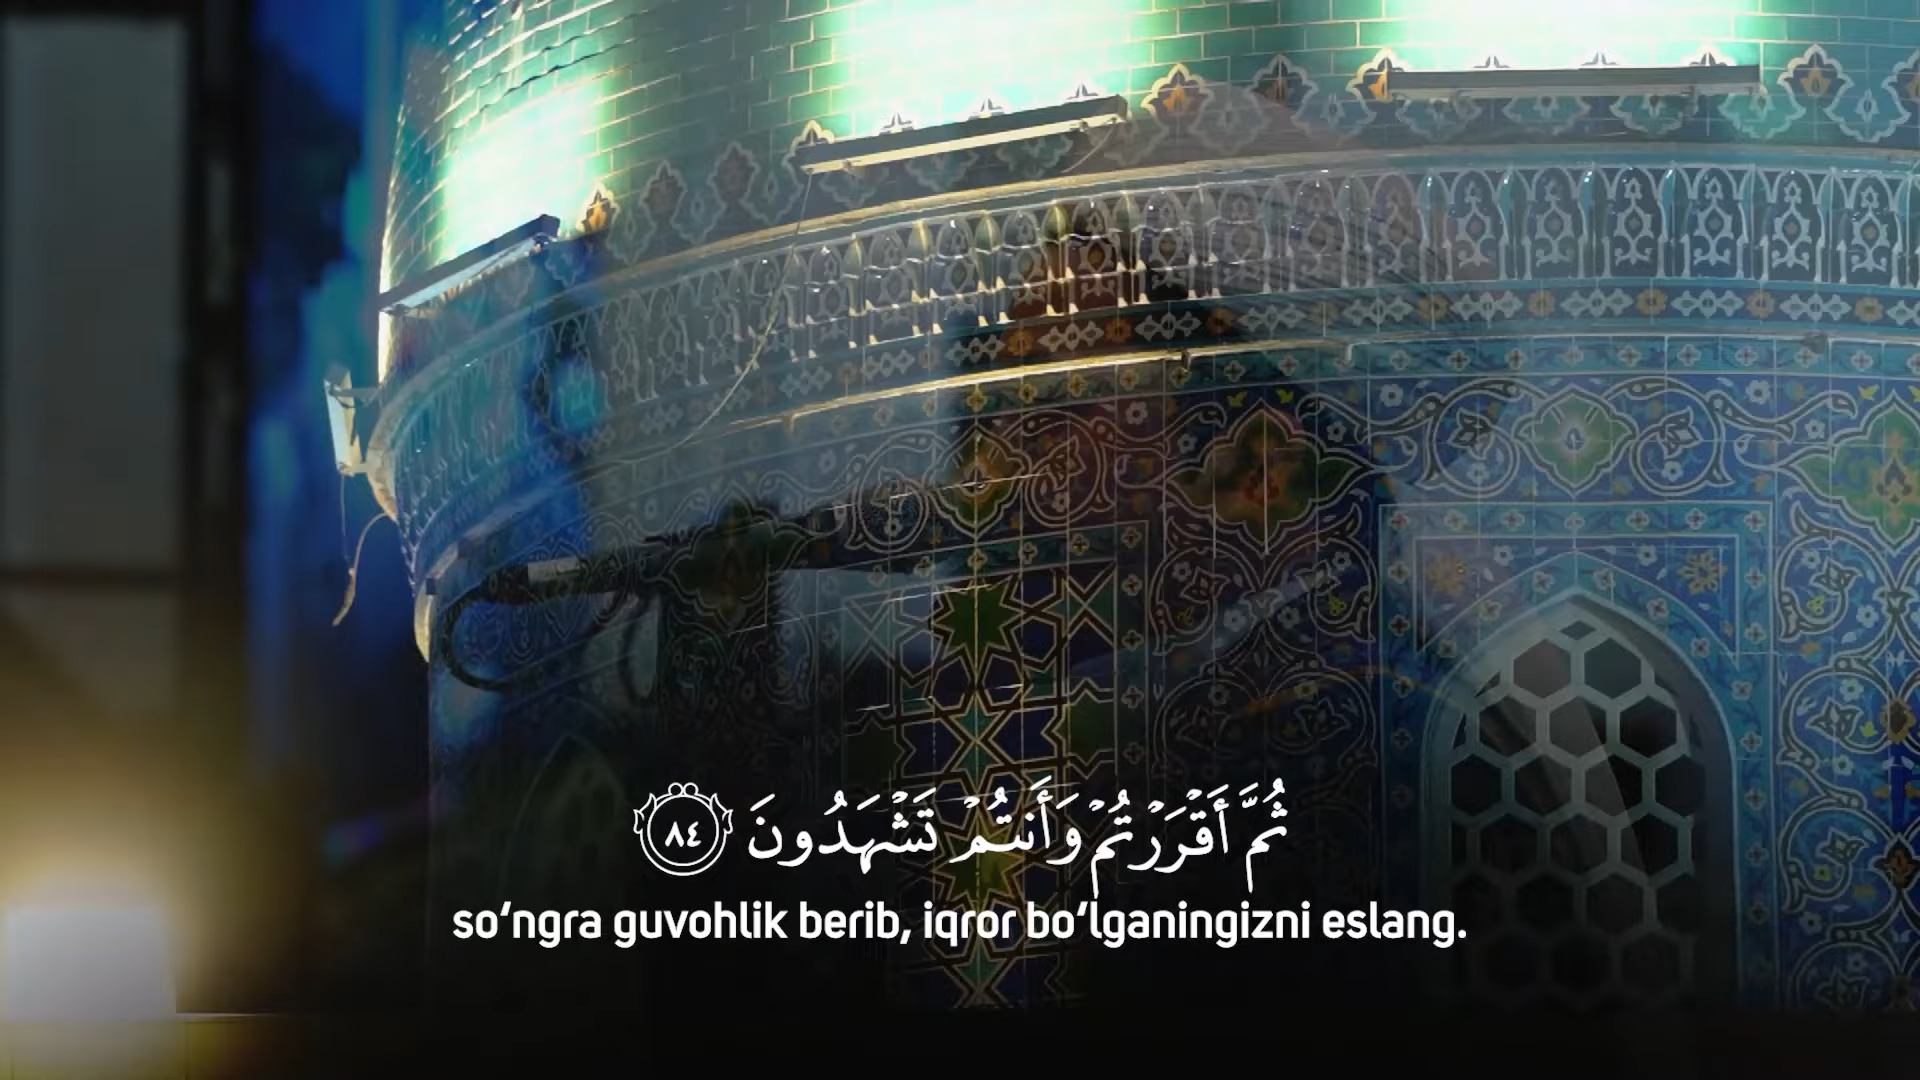 ثُمَّ أَقْرَرْتُمْ وَأَنتُمْ تَشْهَدُونَ ٨٤
so‘ngra guvohlik berib, iqror bo‘lganingizni eslang.